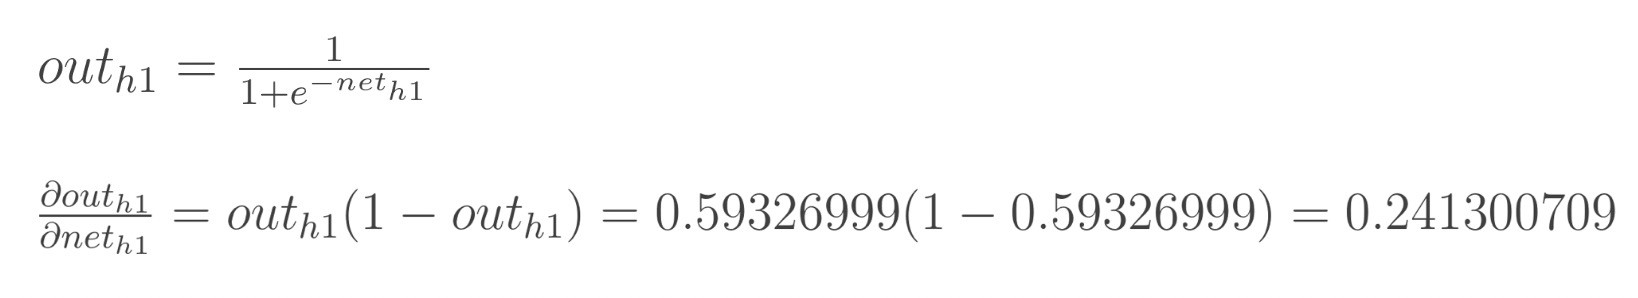 out_{h1} = \frac{1}{1+e^{-net_{h1}}}
\frac{\partial out_{h1}}{\partial net_{h1}} = out_{h1}(1 - out_{h1}) = 0.59326999(1 - 0.59326999) = 0.241300709